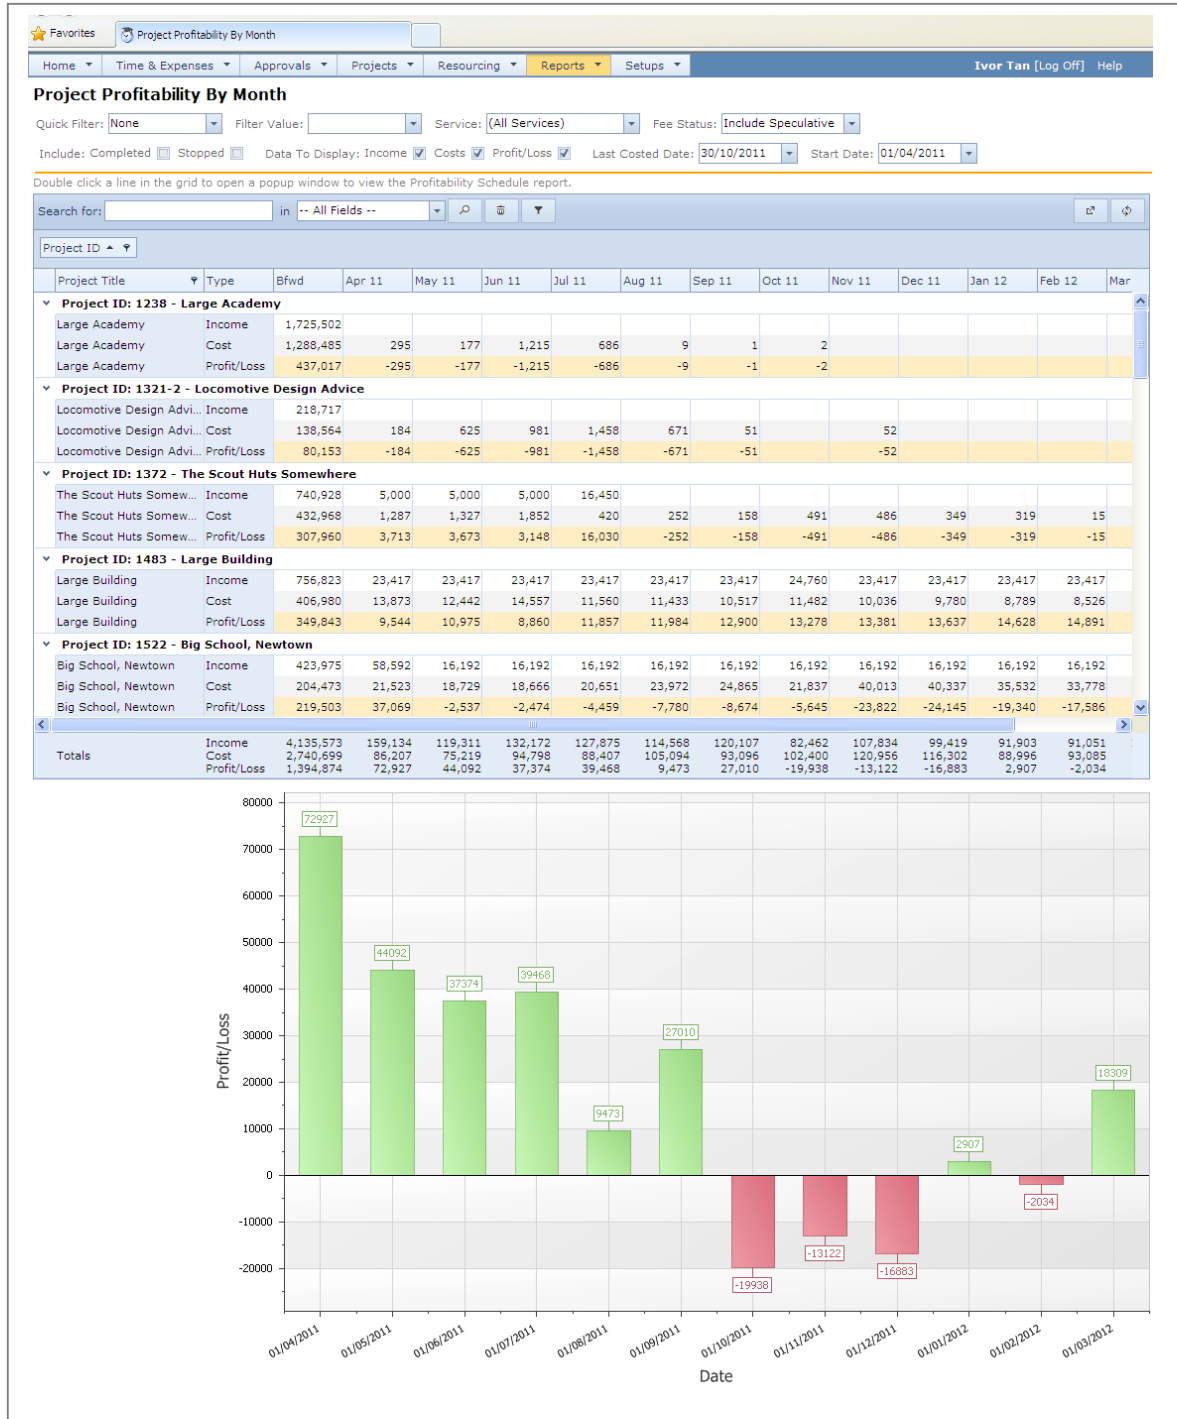 Favorites Project Profitability By Month
Home Time & Expenses Approvals Projects Resourcing Reports Setups Ivor Tan [Log Off] Help
Project Profitability By Month
Quick Filter: None Filter Value: Service: (All Services) Fee Status: Include Speculative
Include: Completed Stopped Data To Display: Income Costs Profit/Loss Last Costed Date: 30/10/2011 Start Date: 01/04/2011
Double click a line in the grid to open a popup window to view the Profitability Schedule report.
Search for: in -- All Fields --
Project ID
Project Title Type Bfwd Apr 11 May 11 Jun 11 Jul 11 Aug 11 Sep 11 Oct 11 Nov 11 Dec 11 Jan 12 Feb 12 Mar
Project ID: 1238 - Large Academy
Large Academy Income 1,725,502
Large Academy Cost 1,288,485 295 177 1,215 686 9 1 2
Large Academy Profit/Loss 437,017 -295 -177 -1,215 -686 -9 -1 -2
Project ID: 1321-2 - Locomotive Design Advice
Locomotive Design Advi... Income 218,717
Locomotive Design Advi... Cost 138,564 184 625 981 1,458 671 51 52
Locomotive Design Advi... Profit/Loss 80,153 -184 -625 -981 -1,458 -671 -51 -52
Project ID: 1372 - The Scout Huts Somewhere
The Scout Huts Somew... Income 740,928 5,000 5,000 5,000 16,450
The Scout Huts Somew... Cost 432,968 1,287 1,327 1,852 420 252 158 491 486 349 319 15
The Scout Huts Somew... Profit/Loss 307,960 3,713 3,673 3,148 16,030 -252 -158 -491 -486 -349 -319 -15
Project ID: 1483 - Large Building
Large Building Income 756,823 23,417 23,417 23,417 23,417 23,417 23,417 24,760 23,417 23,417 23,417 23,417
Large Building Cost 406,980 13,873 12,442 14,557 11,560 11,433 10,517 11,482 10,036 9,780 8,789 8,526
Large Building Profit/Loss 349,843 9,544 10,975 8,860 11,857 11,984 12,900 13,278 13,381 13,637 14,628 14,891
Project ID: 1522 - Big School, Newtown
Big School, Newtown Income 423,975 58,592 16,192 16,192 16,192 16,192 16,192 16,192 16,192 16,192 16,192 16,192
Big School, Newtown Cost 204,473 21,523 18,729 18,666 20,651 23,972 24,865 21,837 40,013 40,337 35,532 33,778
Big School, Newtown Profit/Loss 219,503 37,069 -2,537 -2,474 -4,459 -7,780 -8,674 -5,645 -23,822 -24,145 -19,340 -17,586
Income 4,135,573 159,134 119,311 132,172 127,875 114,568 120,107 82,462 107,834 99,419 91,903 91,051
Totals Cost 2,740,699 86,207 75,219 94,798 88,407 105,094 93,096 102,400 120,956 116,302 88,996 93,085
Profit/Loss 1,394,874 72,927 44,092 37,374 39,468 9,473 27,010 -19,938 -13,122 -16,883 2,907 -2,034
80000
72927
70000
60000
50000
44092
40000
37374
39468
30000
27010
20000
18309
10000
9473
2907
0
-2034
-10000
-13122
-16883
-20000
-19938
Profit/Loss
01/04/2011 01/05/2011 01/06/2011 01/07/2011 01/08/2011 01/09/2011 01/10/2011 01/11/2011 01/12/2011 01/01/2012 01/02/2012 01/03/2012
Date